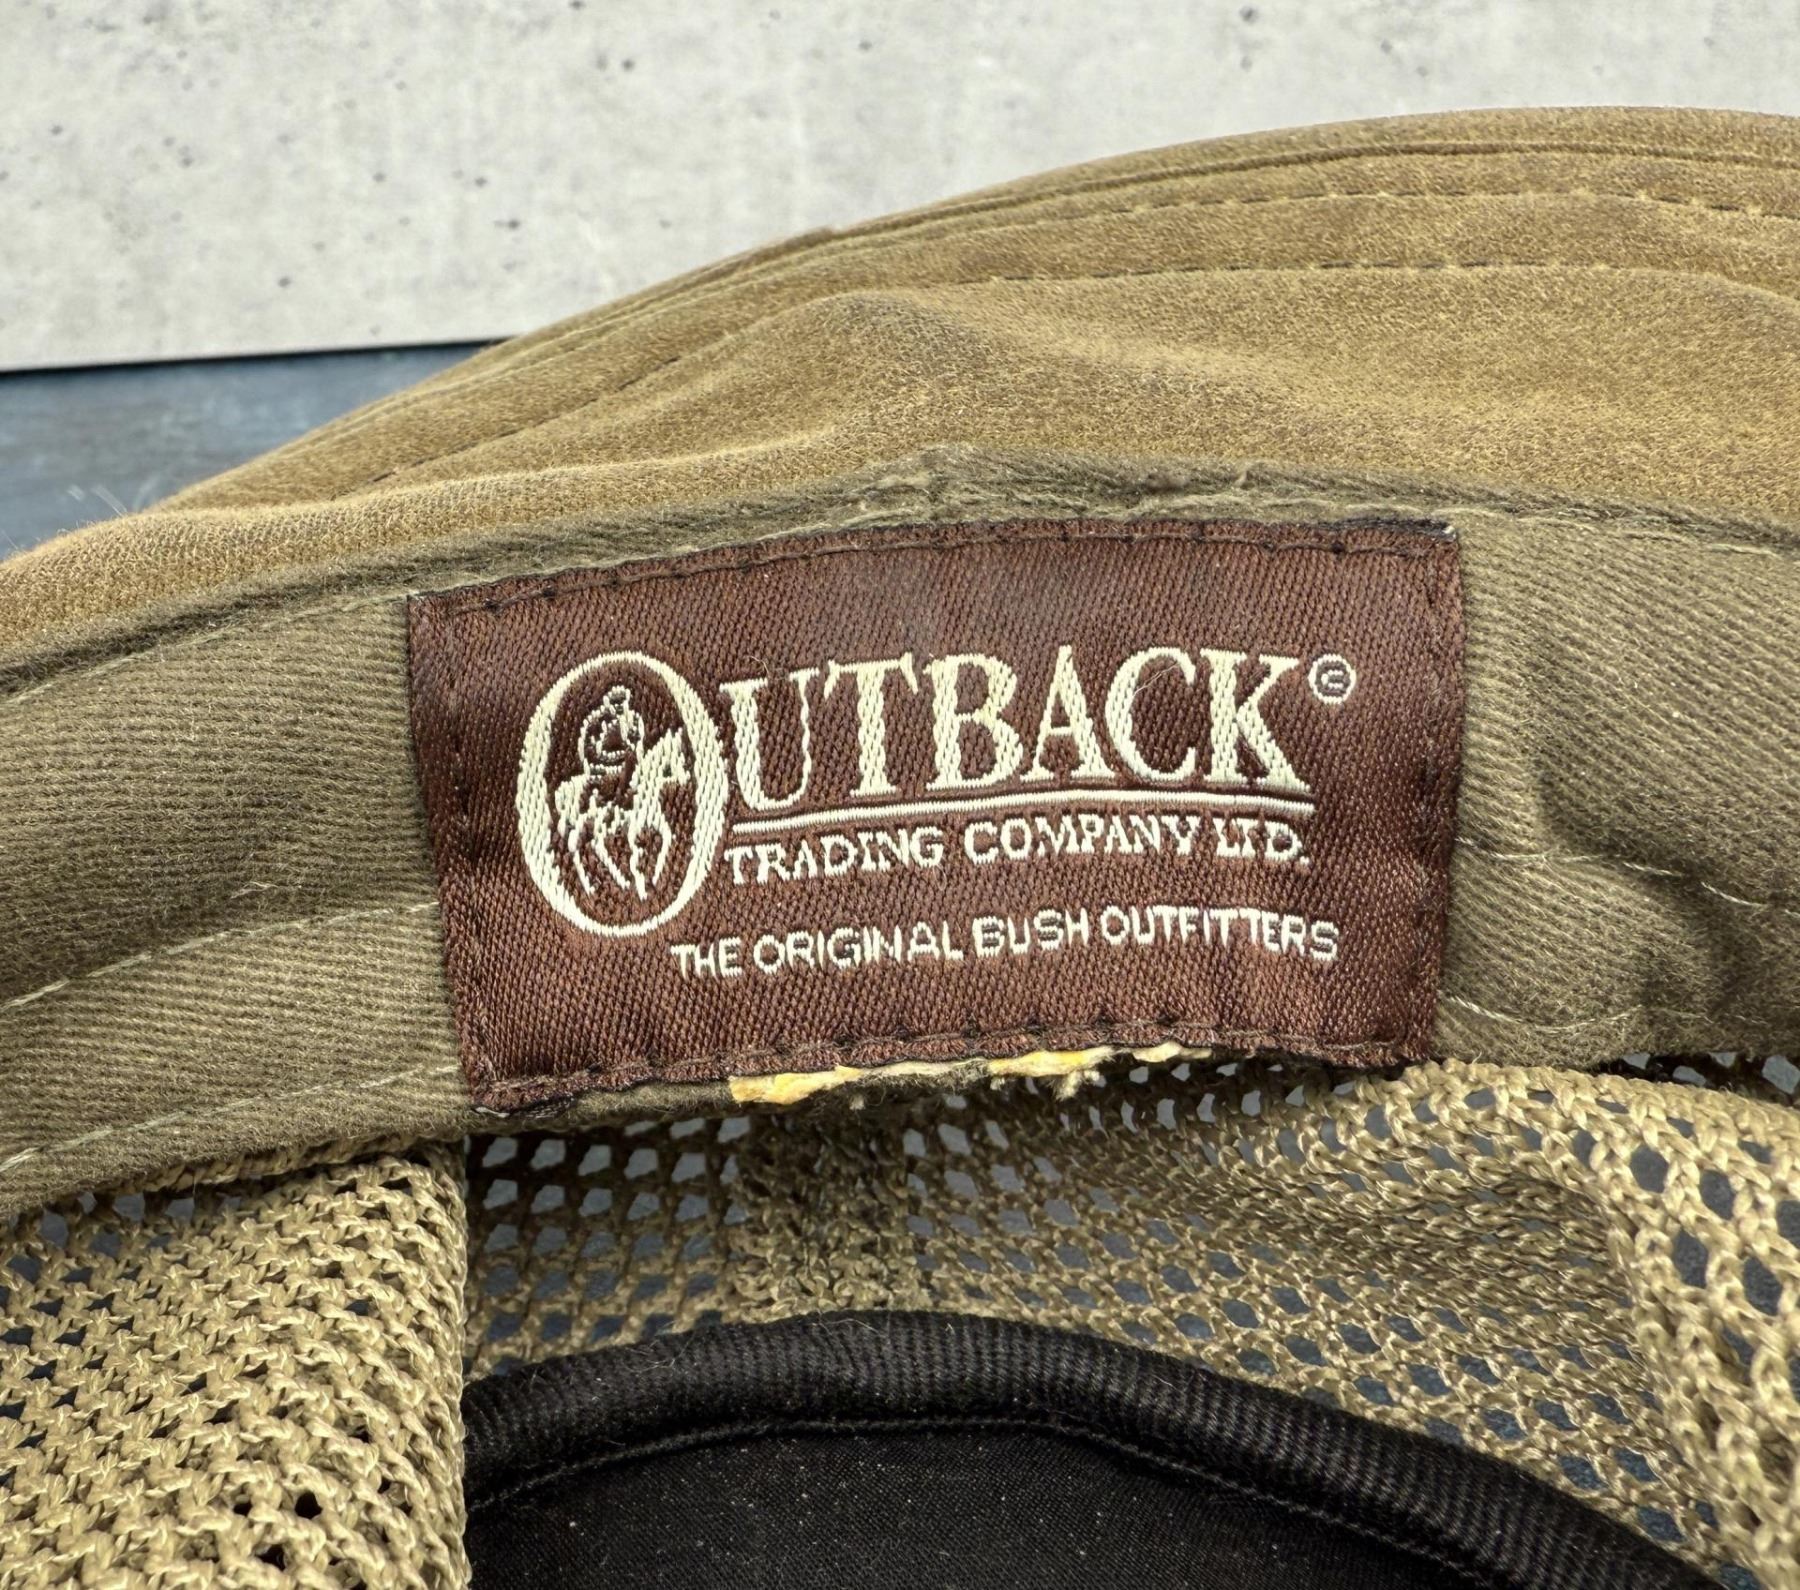 OUTBACK©
TRADING COMPANY LTD.
THE ORIGINAL BUSH OUTFITTERS